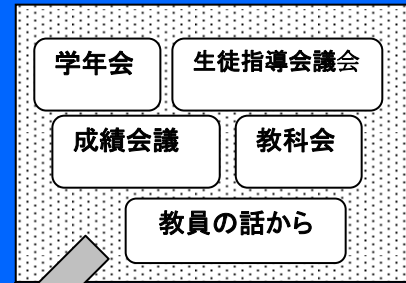 学年会
生徒指導会議会
成績会議
教科会
教員の話から